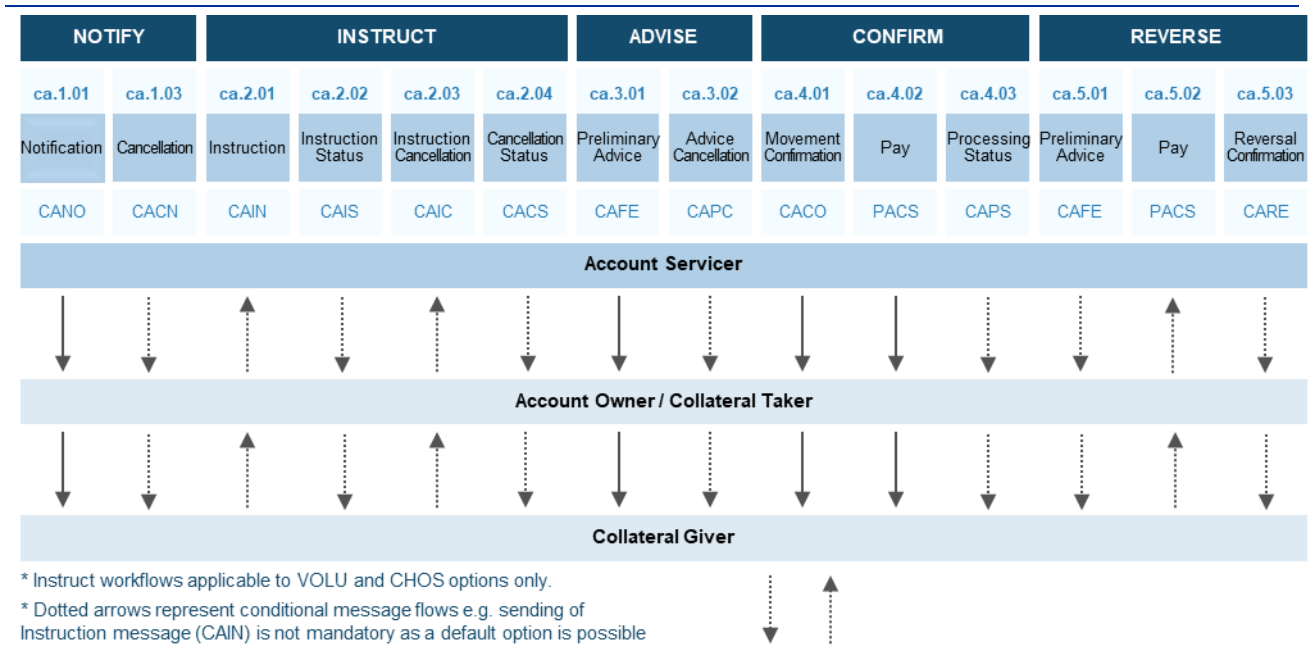 NOTIFY INSTRUCT ADVISE CONFIRM REVERSE
ca.1.01 ca.1.03 ca.2.01 ca.2.02 ca.2.03 ca.2.04 ca.3.01 ca.3.02 ca.4.01 ca.4.02 ca.4.03 ca.5.01 ca.5.02 ca.5.03
Notification Cancellation Instruction Instruction Status Instruction Cancellation Cancellation Status Preliminary Advice Advice Cancellation Movement Confirmation Pay Processing Status Preliminary Advice Pay Reversal Confirmation
CANO CACN CAIN CAIS CAIC CACS CAFE CAPC CACO PACS CAPS CAFE PACS CARE
Account Servicer
Account Owner / Collateral Taker
Collateral Giver
* Instruct workflows applicable to VOLU and CHOS options only.
* Dotted arrows represent conditional message flows e.g. sending of
Instruction message (CAIN) is not mandatory as a default option is possible